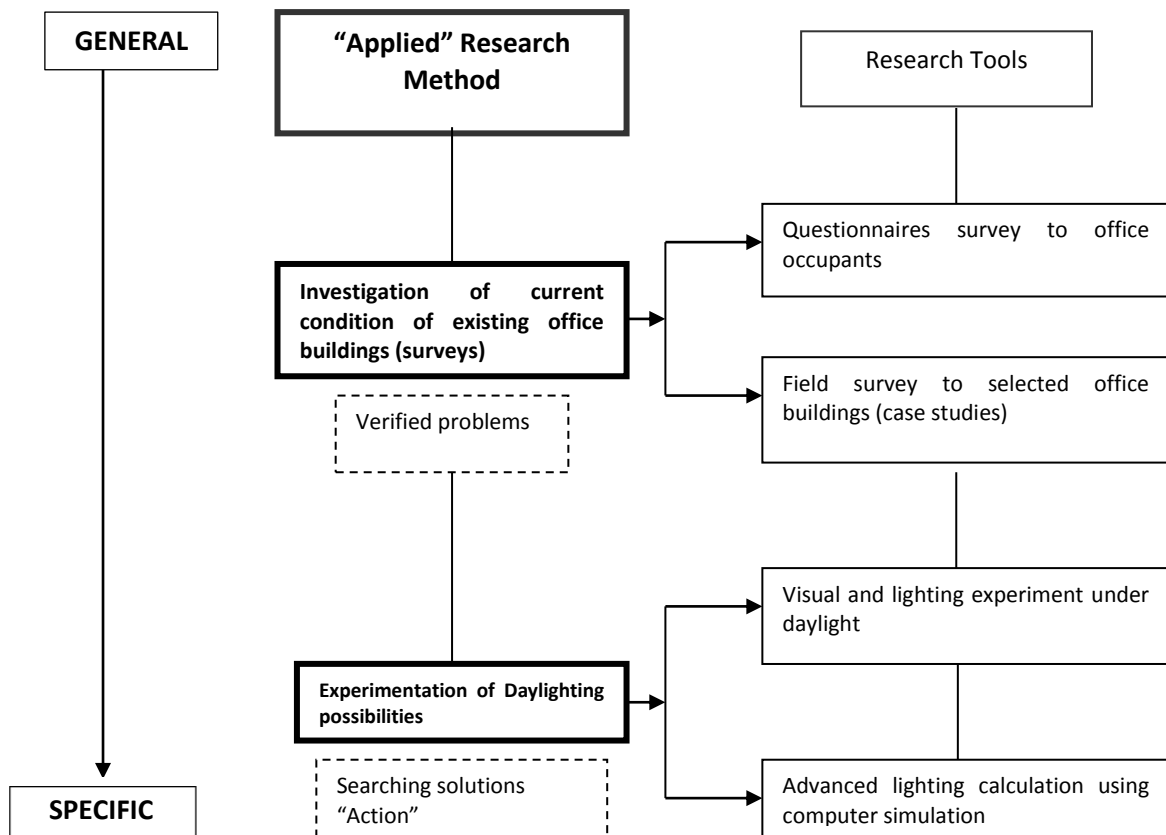 GENERAL
“Applied” Research
Method
Research Tools
Questionnaires survey to office
occupants
Investigation of current
condition of existing office
buildings (surveys)
Field survey to selected office
buildings (case studies)
Verified problems
Visual and lighting experiment under
daylight
Experimentation of Daylighting
possibilities
Searching solutions
“Action”
Advanced lighting calculation using
computer simulation
SPECIFIC